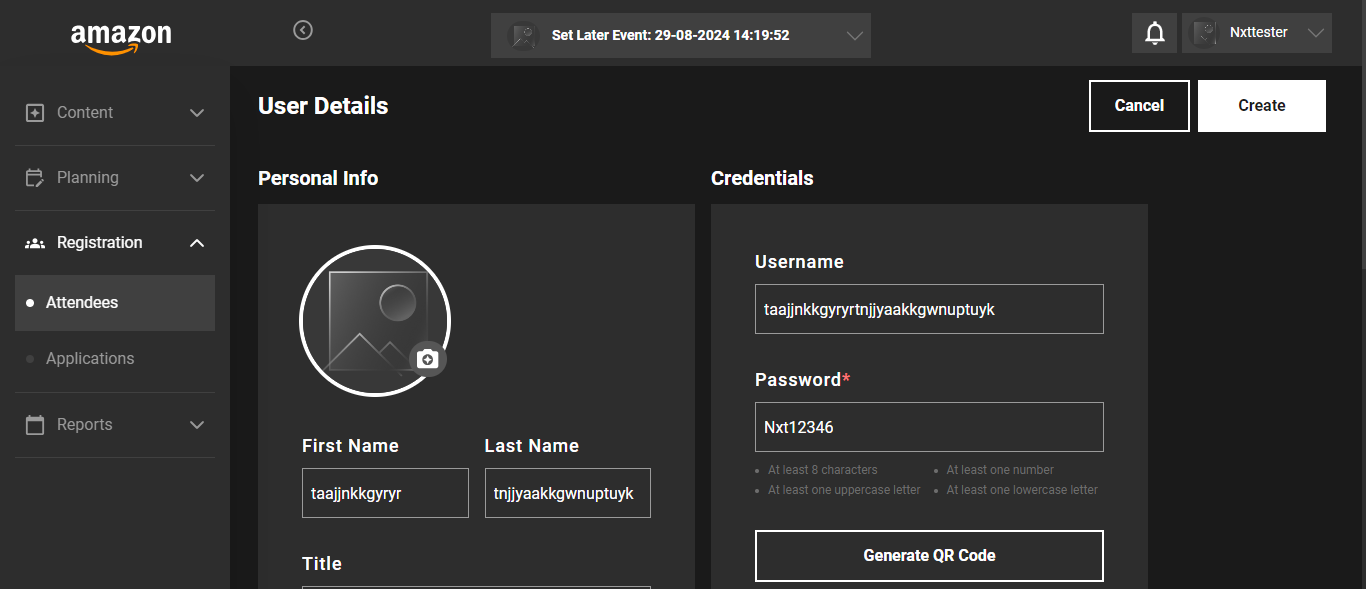 amazon
Set Later Event: 29-08-2024 14:19:52
Nxttester
Content
Planning
Registration
Attendees
Applications
Reports
User Details
Cancel
Create
Personal Info
First Name
Last Name
taajjnkkgyryr
tnjjyaakkgwnuptuyk
Title
Credentials
Username
taajjnkkgyryrtnjjyaakkgwnuptuyk
Password*
Nxt12346
At least 8 characters
At least one number
At least one uppercase letter
At least one lowercase letter
Generate QR Code